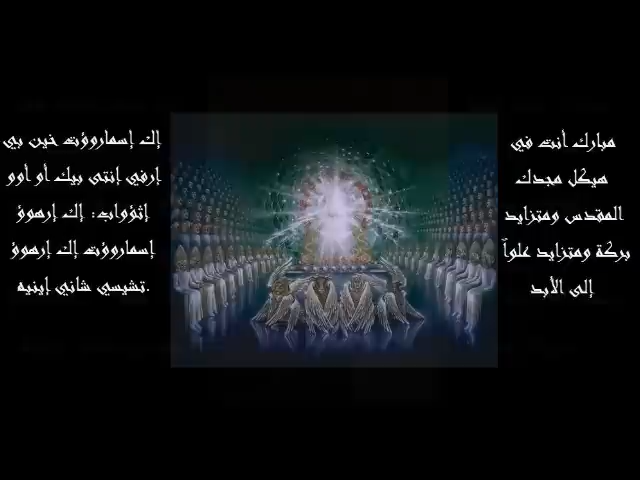 مبارك أنت في
هيكل مجدك
المقدس ومتزايد
بركة ومتزايد علواً
إلى الأبد
إك إسماروؤت خين بي
إرفي إنتى بيك أو أوو
إثؤواب: إك إرهوؤ
إسماروؤت إك إرهوؤ
تشيسي شاني إينيه.